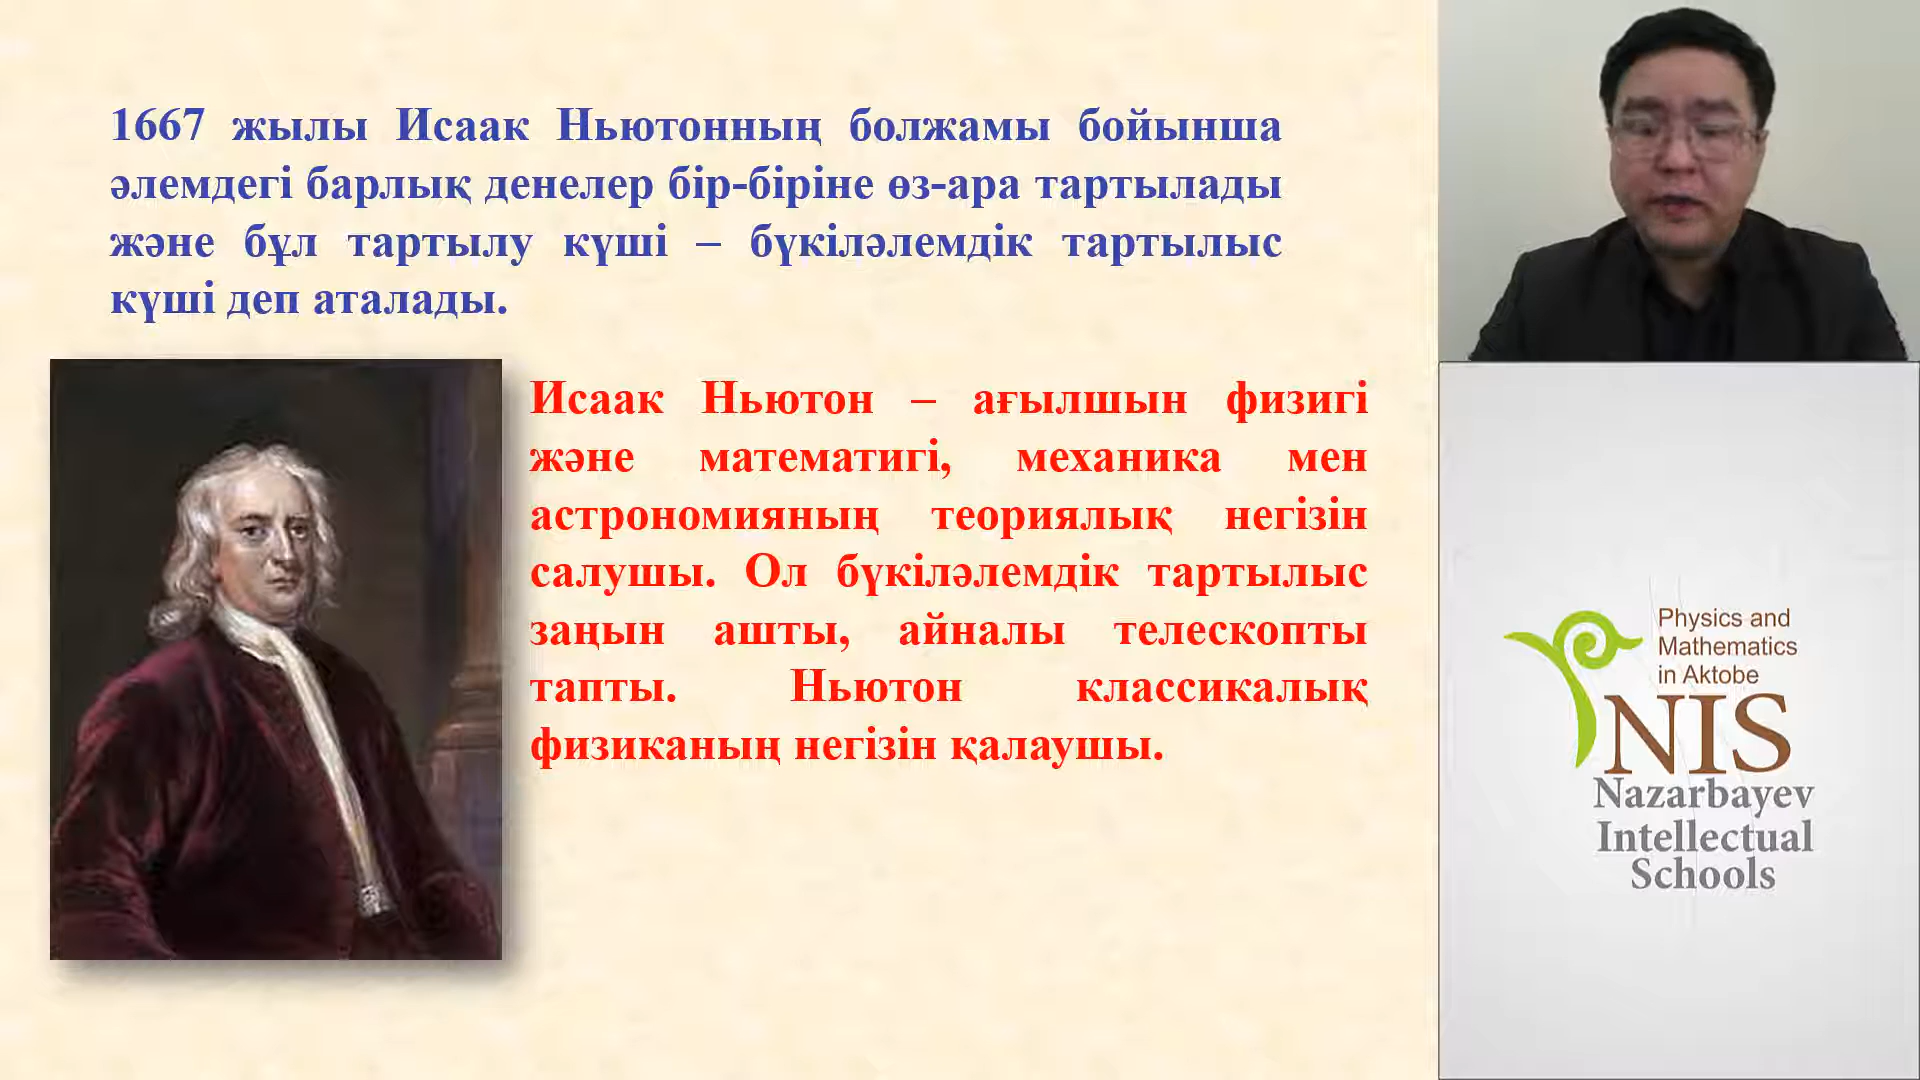 1667 жылы Исаак Ньютонның болжамы бойынша
әлемдегі барлық денелер бір-біріне өз-ара тартылады
және бұл тартылу күші – бүкіләлемдік тартылыс
күші деп аталады.
Исаак Ньютон – ағылшын физигі
және математигі, механика мен
астрономияның теориялық негізін
салушы. Ол бүкіләлемдік тартылыс
заңын ашты, айналы телескопты
тапты. Ньютон классикалық
физиканың негізін қалаушы.
Physics and
Mathematics
in Aktobe
NIS
Nazarbayev
Intellectual
Schools